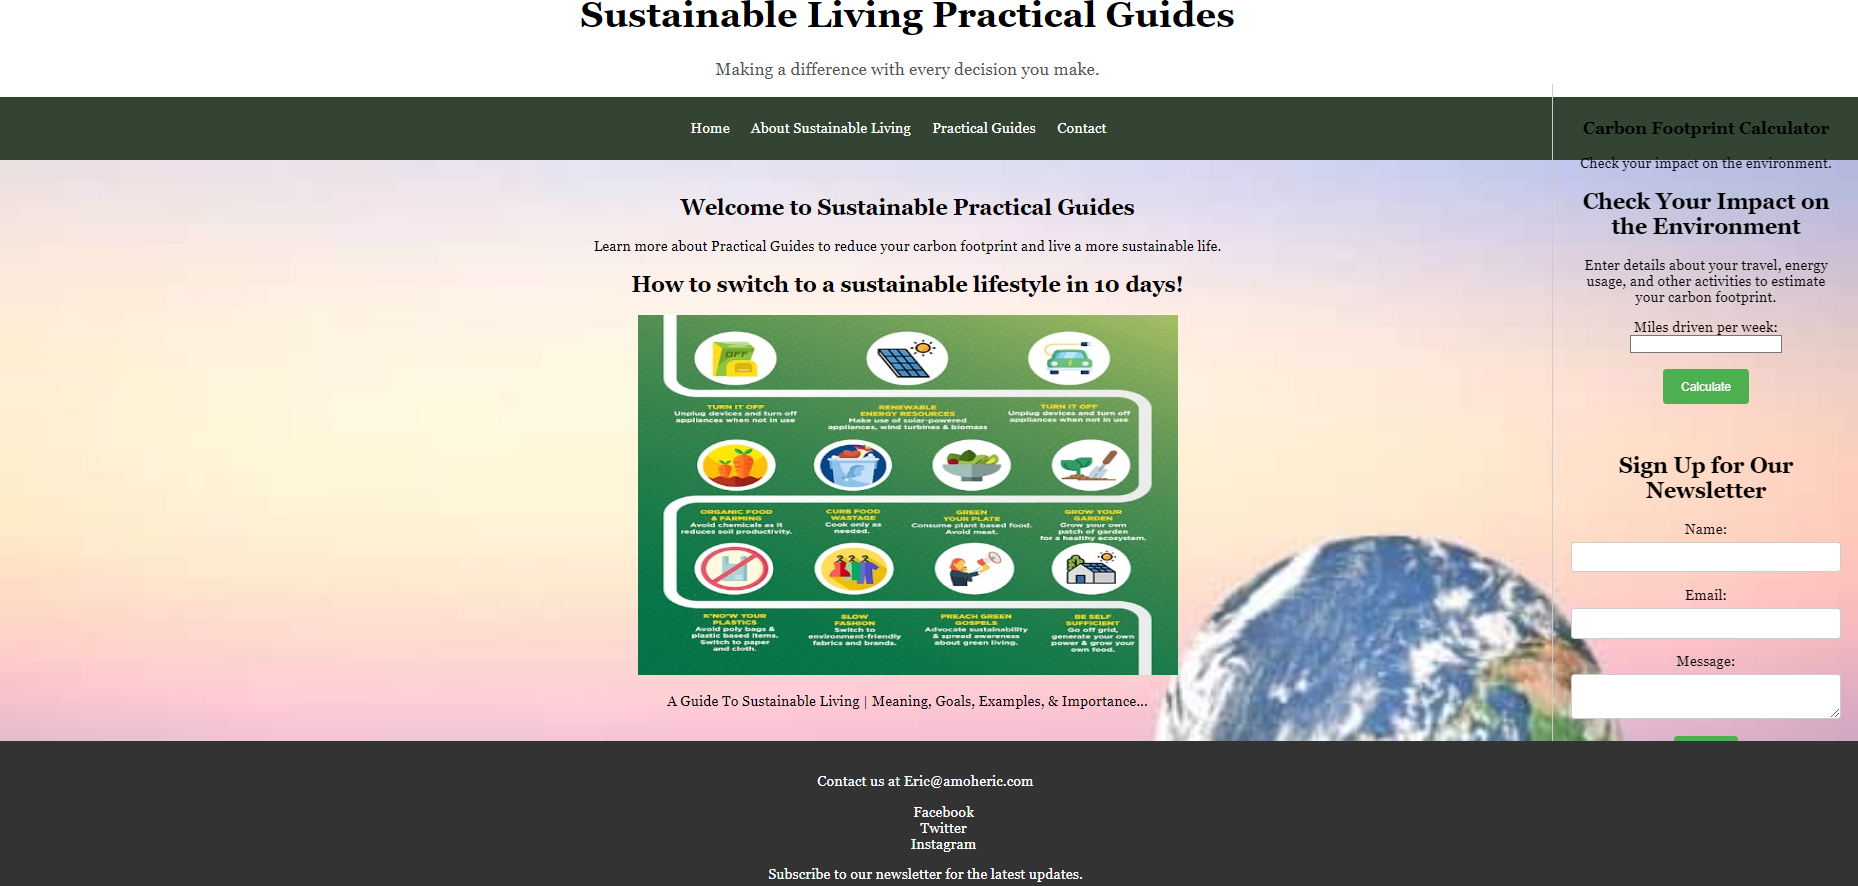 Sustainable Living Practical Guides
Making a difference with every decision you make.
Home About Sustainable Living Practical Guides Contact
Welcome to Sustainable Practical Guides
Learn more about Practical Guides to reduce your carbon footprint and live a more sustainable life.
How to switch to a sustainable lifestyle in 10 days!
OFF
TURN IT OFF
Unplug devices and turn off
appliances when not in use
RENEWABLE
ENERGY RESOURCES
Make use of solar-powered
appliances, wind turbines & biomass
TURN IT OFF
Unplug devices and turn off
appliances when not in use
ORGANIC FOOD
& FARMING
Avoid chemicals as it
reduces soil productivity.
CURB FOOD
WASTAGE
Cook only as
needed.
GREEN
YOUR PLATE
Consume plant based food.
Avoid meat.
GROW YOUR
GARDEN
Grow your own
patch of garden
for a healthy ecosystem.
K'NO'W YOUR
PLASTICS
Avoid poly bags &
plastic based items.
Switch to paper
and cloth.
SLOW
FASHION
Switch to
environment-friendly
fabrics and brands.
PREACH GREEN
GOSPELS
Advocate sustainability
& spread awareness
about green living.
BE SELF
SUFFICIENT
Go off grid,
generate your own
power & grow your
own food.
A Guide To Sustainable Living | Meaning, Goals, Examples, & Importance...
Carbon Footprint Calculator
Check your impact on the environment.
Check Your Impact on
the Environment
Enter details about your travel, energy
usage, and other activities to estimate
your carbon footprint.
Miles driven per week:
Calculate
Sign Up for Our
Newsletter
Name:
Email:
Message:
Contact us at Eric@amoheric.com
Facebook
Twitter
Instagram
Subscribe to our newsletter for the latest updates.